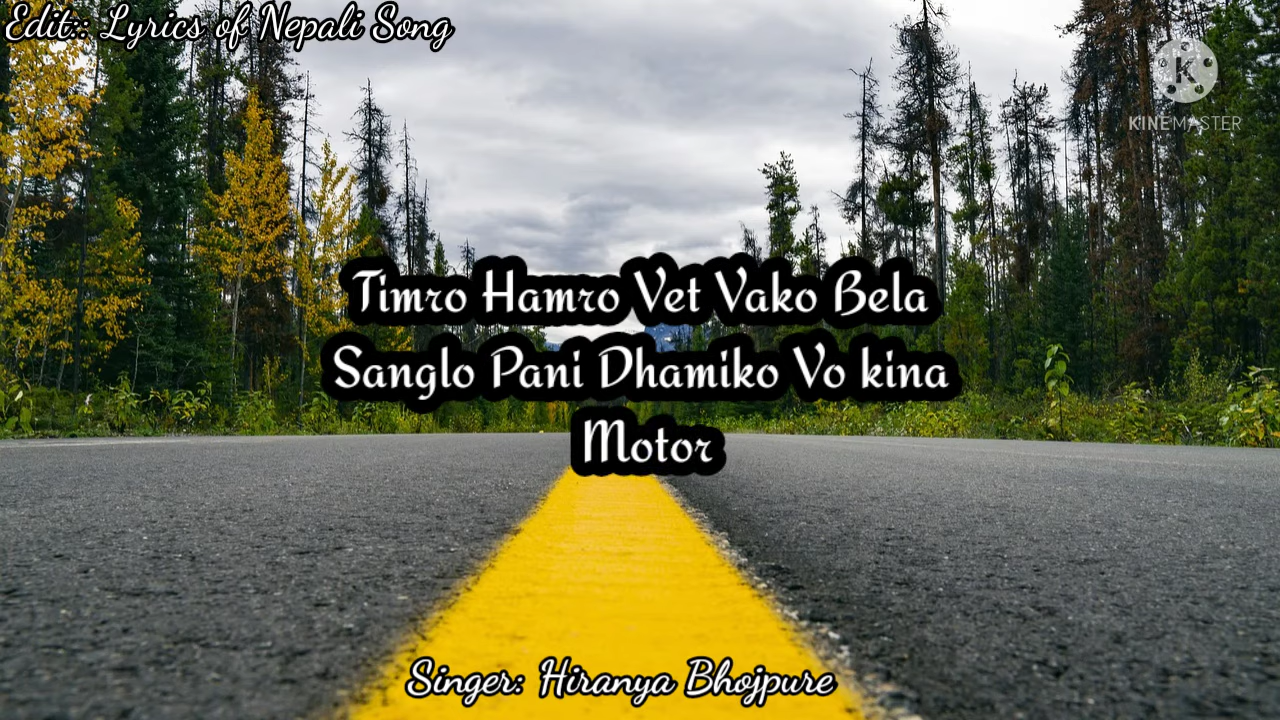 Edit:: Lyrics of Nepali Song
KINEMASTER
Timro Hamro Vet Vako Bela
Sanglo Pani Dhamiko Vo kina
Motor
Singer: Hiranya Bhojpure